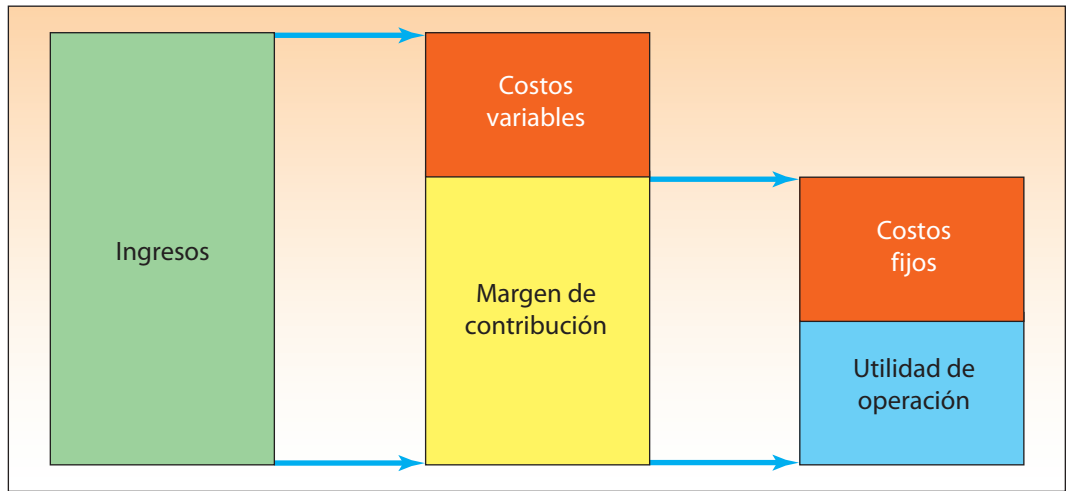 Ingresos
Costos
variables
Margen de
contribución
Costos
fijos
Utilidad de
operación